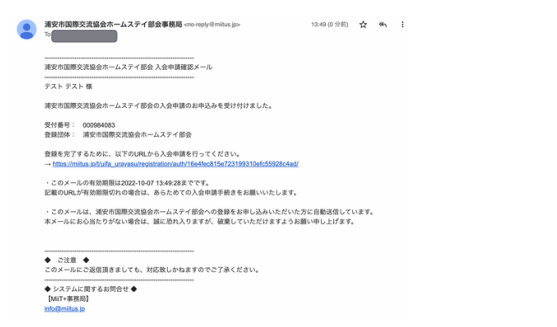 浦安市国際交流協会ホームステイ部会事務局 <no-reply@miitus.jp>
13:49 (0 分前)
To
浦安市国際交流協会ホームステイ部会 入会申請確認メール
テスト テスト 様
浦安市国際交流協会ホームステイ部会の入会申請のお申込みを受け付けました。
受付番号： 000984083
登録団体： 浦安市国際交流協会ホームステイ部会
登録を完了するために、以下のURLから入会申請を行ってください。
→ https://miitus.jp/t/uifa_urayasu/registration/auth/16e4fec815e723199310efc55928c4ad/
・このメールの有効期限は2022-10-07 13:49:28までです。
記載のURLが有効期限切れの場合は、あらためての入会申請手続きをお願いいたします。
・このメールは、浦安市国際交流協会ホームステイ部会への登録をお申し込みいただいた方に自動送信しています。
本メールにお心当たりがない場合は、誠に恐れ入りますが、破棄していただけますようお願い申し上げます。
◆ ご注意 ◆
このメールにご返信頂きましても、対応致しかねますのでご了承ください。
◆ システムに関するお問合せ ◆
【MiiT+事務局】
info@miitus.jp